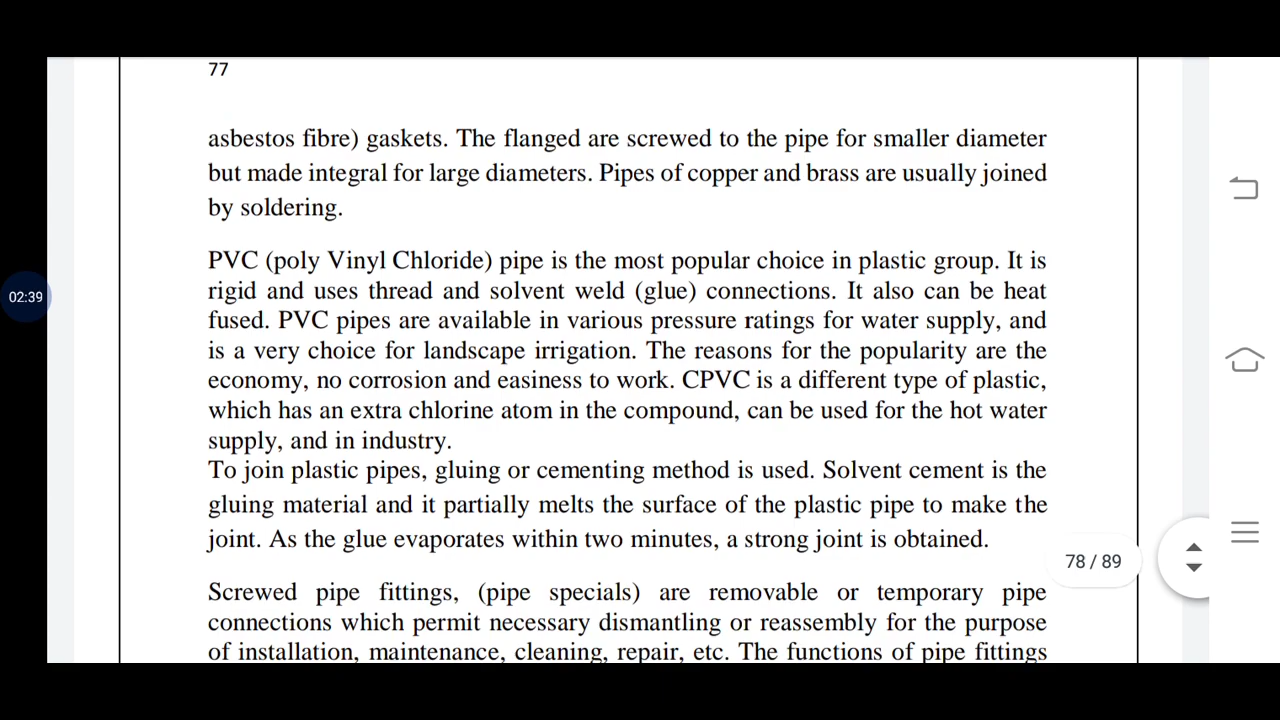 77
asbestos fibre) gaskets. The flanged are screwed to the pipe for smaller diameter
but made integral for large diameters. Pipes of copper and brass are usually joined
by soldering.
PVC (poly Vinyl Chloride) pipe is the most popular choice in plastic group. It is
rigid and uses thread and solvent weld (glue) connections. It also can be heat
fused. PVC pipes are available in various pressure ratings for water supply, and
is a very choice for landscape irrigation. The reasons for the popularity are the
economy, no corrosion and easiness to work. CPVC is a different type of plastic,
which has an extra chlorine atom in the compound, can be used for the hot water
supply, and in industry.
To join plastic pipes, gluing or cementing method is used. Solvent cement is the
gluing material and it partially melts the surface of the plastic pipe to make the
joint. As the glue evaporates within two minutes, a strong joint is obtained.
Screwed pipe fittings, (pipe specials) are removable or temporary pipe
connections which permit necessary dismantling or reassembly for the purpose
of installation, maintenance, cleaning, repair, etc. The functions of pipe fittings
02:39
78 / 89